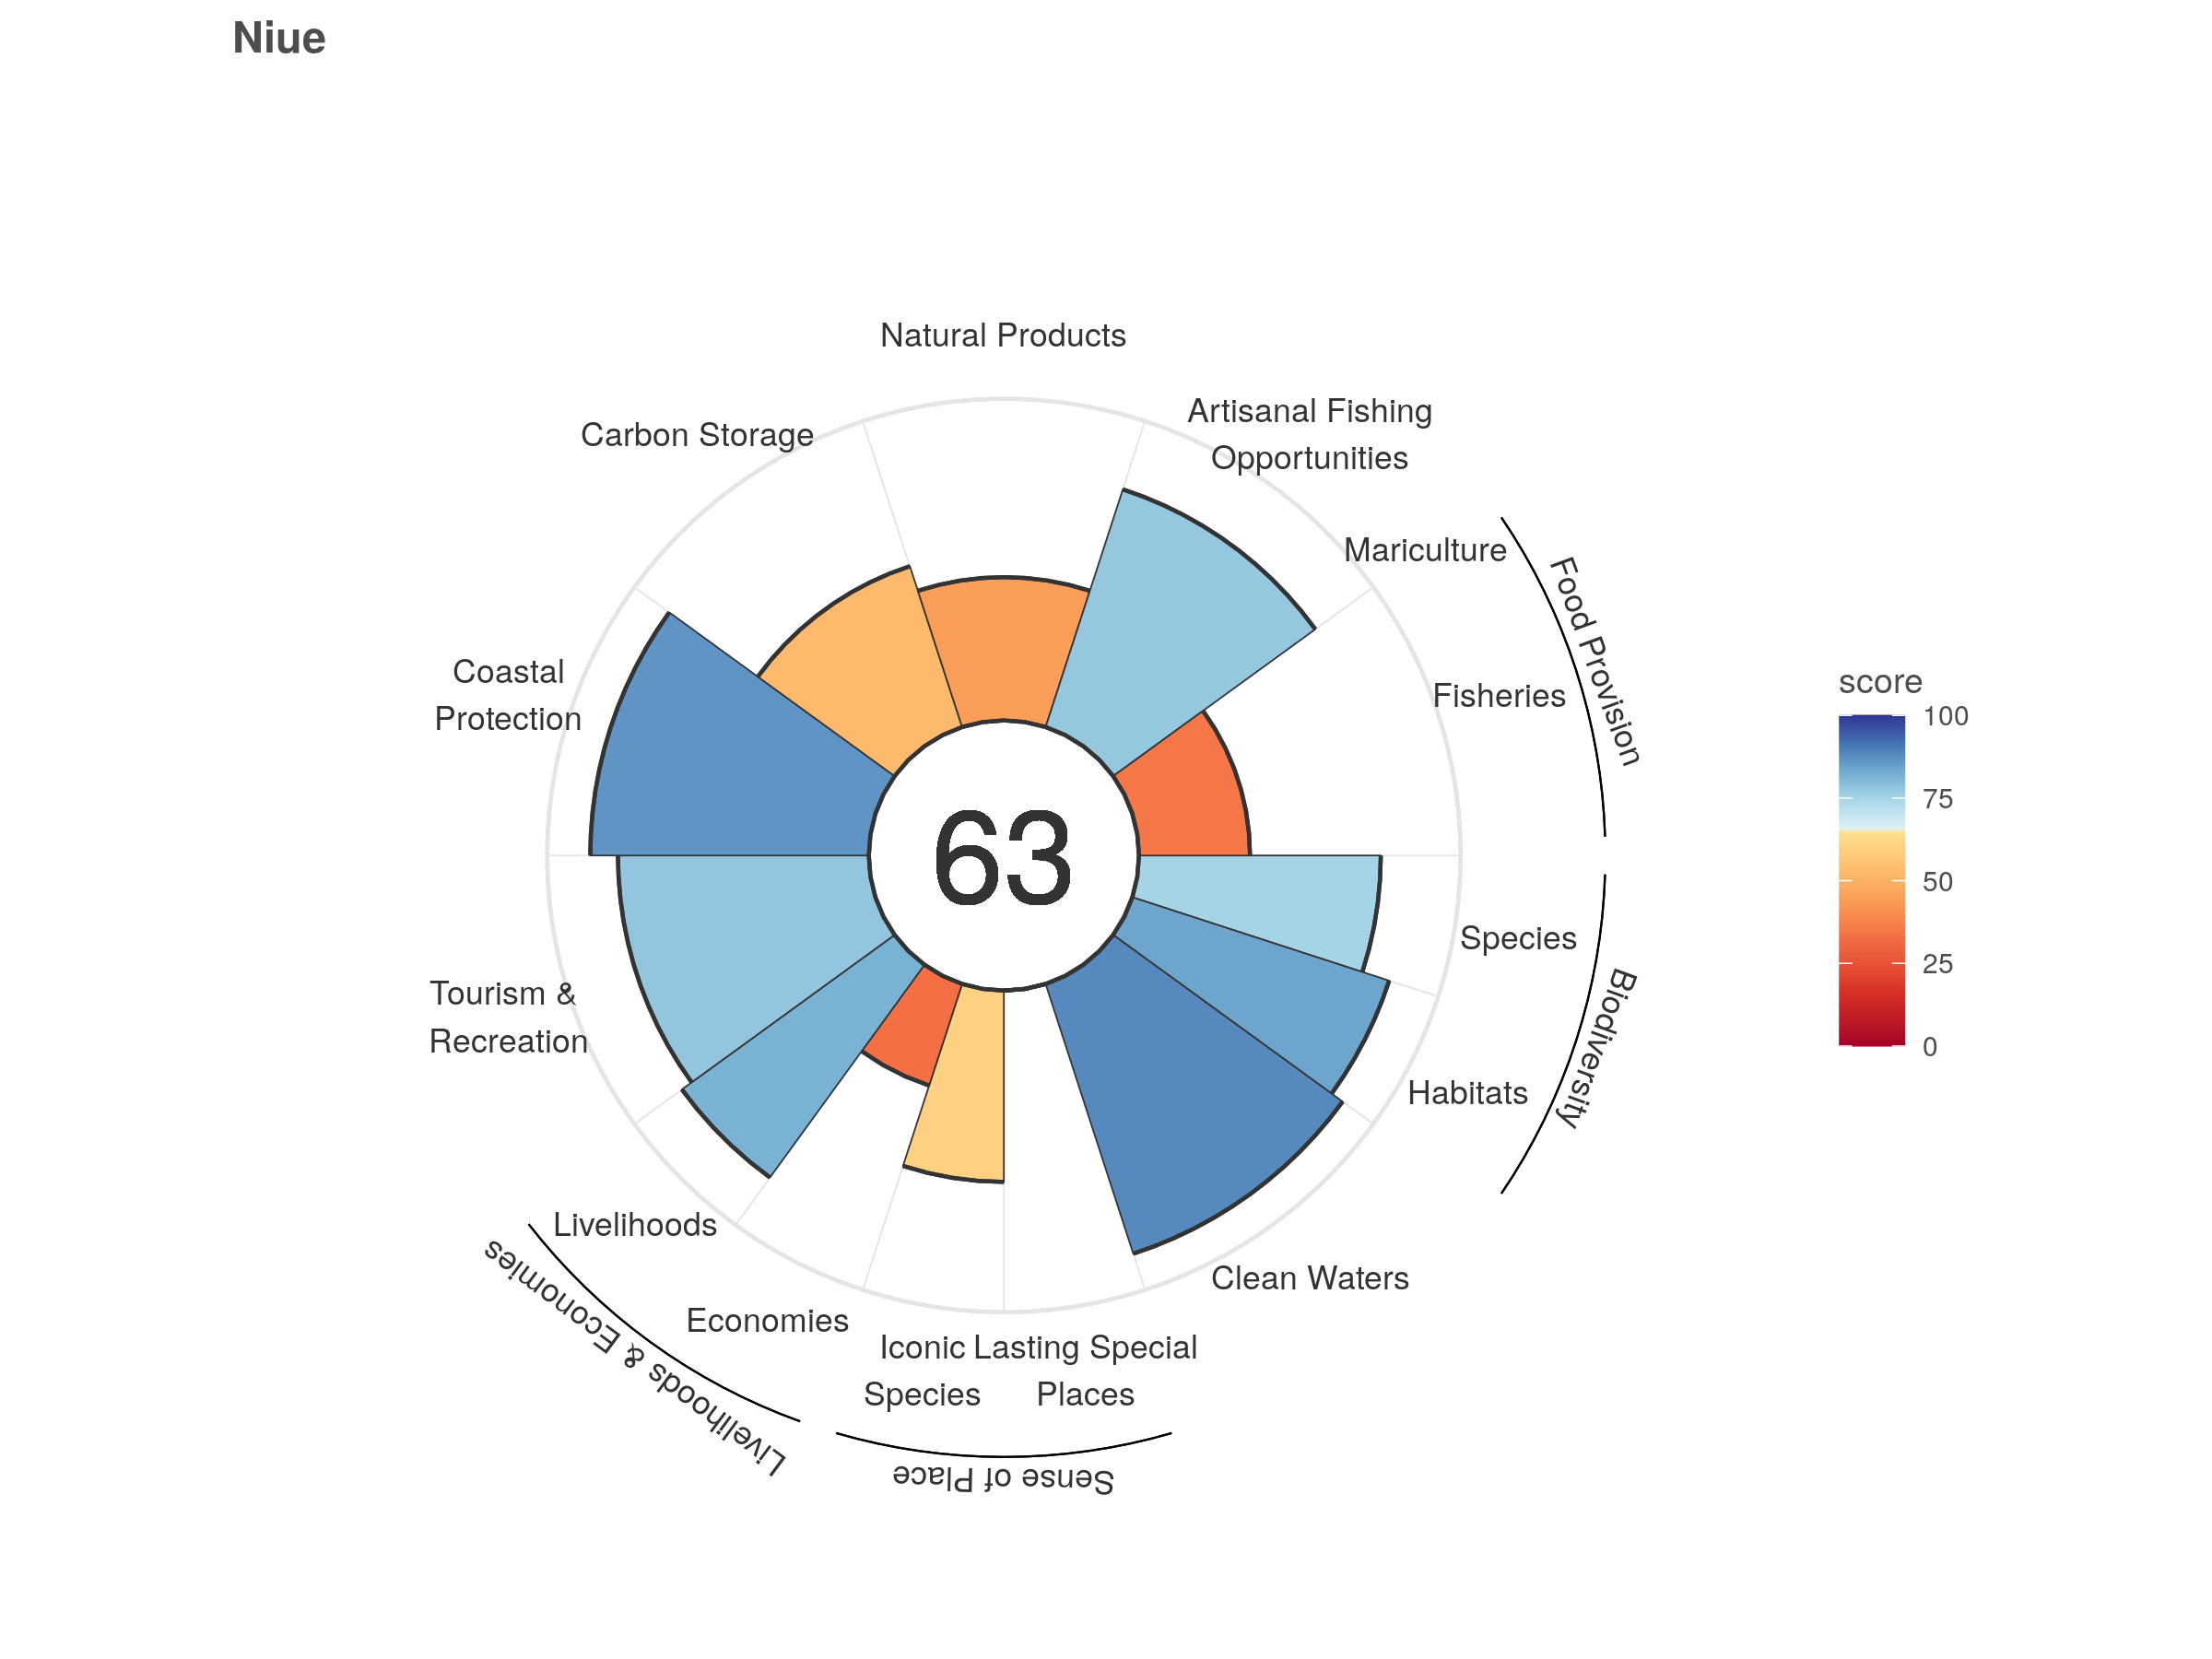 Niue
Natural Products
Artisanal Fishing
Opportunities
Carbon Storage
Mariculture
Food Provision
Fisheries
Coastal
Protection
score
100
75
50
25
0
63
Species
Biodiversity
Tourism &
Recreation
Habitats
Livelihoods
Livelihoods & Economies
Clean Waters
Economies
Iconic
Species
Lasting Special
Places
Sense of Place